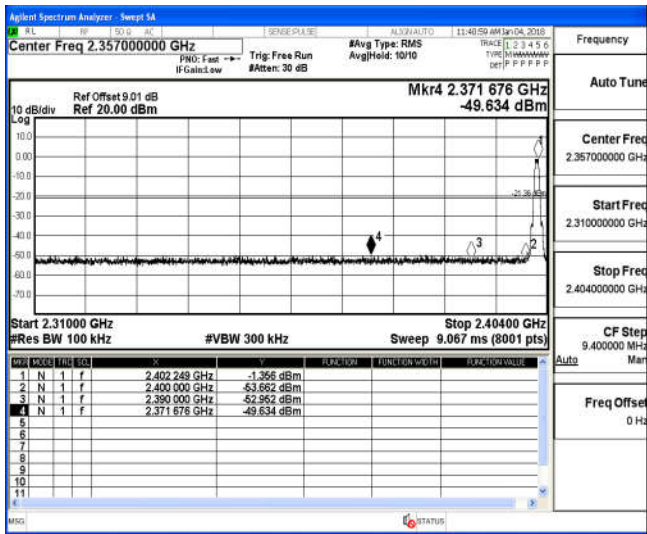 Agilent Spectrum Analyzer - Swept SA
RL RF 50 Ω AC SENSE:PULSE ALIGN AUTO 11:48:59 AM Jan 04, 2018
Center Freq 2.357000000 GHz
PNO: Fast
IFGain:Low
Trig: Free Run
#Atten: 30 dB
#Avg Type: RMS
Avg|Hold: 10/10
TRACE 1 2 3 4 5 6
TYPE M WWWWW
DET P P P P P P
Frequency
Auto Tune
Center Freq
2.357000000 GHz
Start Freq
2.310000000 GHz
Stop Freq
2.404000000 GHz
CF Step
9.400000 MHz
Auto Man
Freq Offset
0 Hz
Mkr4 2.371 676 GHz
-49.634 dBm
Ref Offset 9.01 dB
Ref 20.00 dBm
10 dB/div
Log
10.0
0.00
-10.0
-20.0
-30.0
-40.0
-50.0
-60.0
-70.0
1
-21.36 dBm
4
3
2
Start 2.31000 GHz
Stop 2.40400 GHz
#Res BW 100 kHz
#VBW 300 kHz
Sweep 9.067 ms (8001 pts)
MKR MODE TRC SCL X Y FUNCTION FUNCTION WIDTH FUNCTION VALUE
1 N 1 f 2.402 249 GHz -1.356 dBm
2 N 1 f 2.400 000 GHz -53.662 dBm
3 N 1 f 2.390 000 GHz -52.952 dBm
4 N 1 f 2.371 676 GHz -49.634 dBm
5
6
7
8
9
10
11
MSG
STATUS